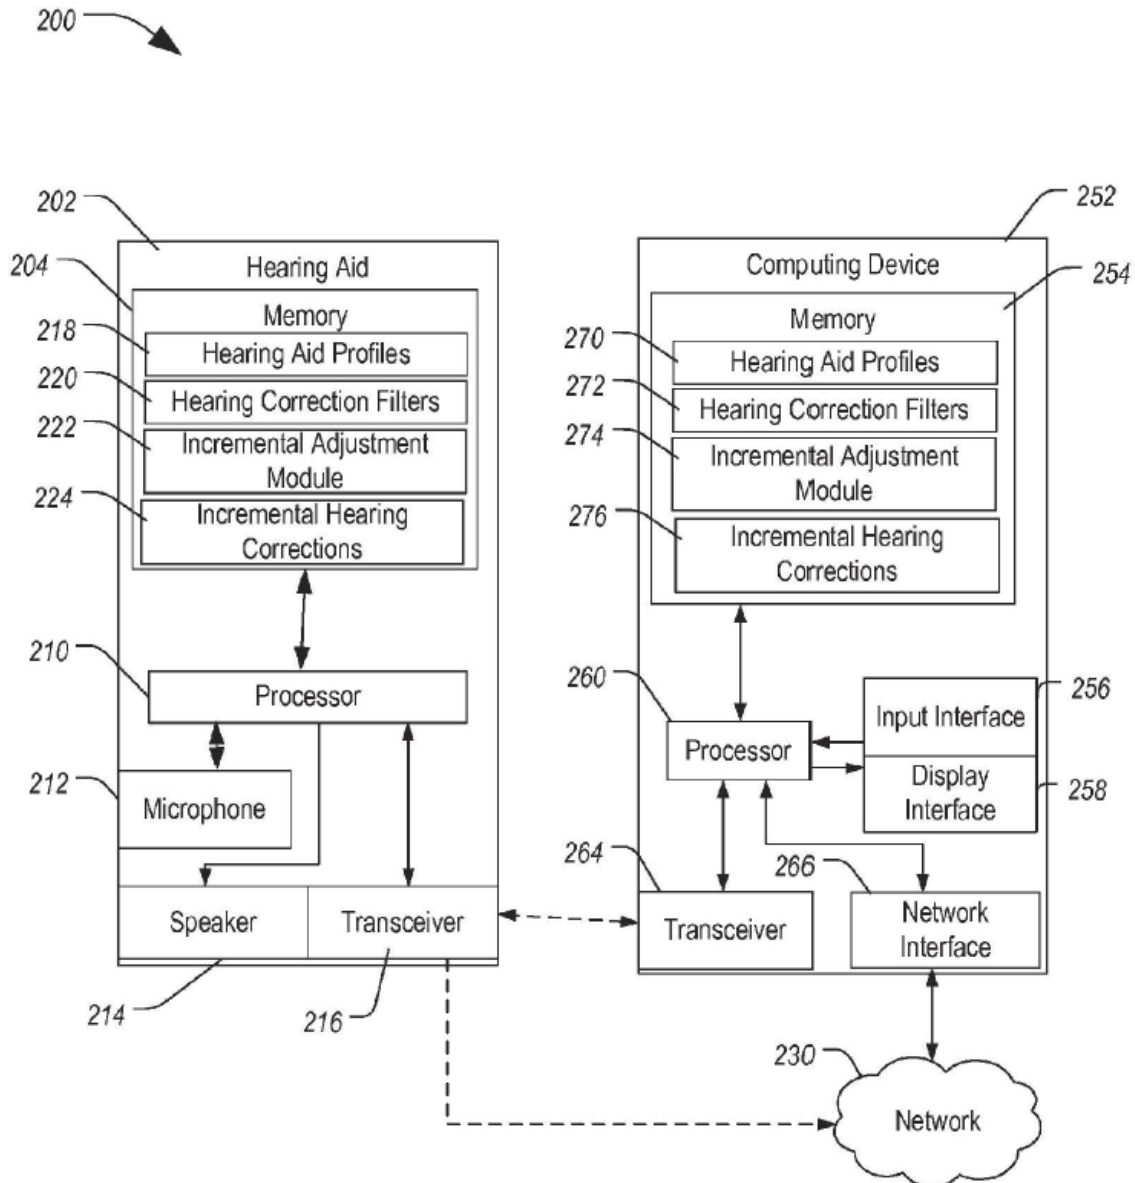 200
202
204
Hearing Aid
Memory
218
Hearing Aid Profiles
220
Hearing Correction Filters
222
Incremental Adjustment
Module
224
Incremental Hearing
Corrections
210
Processor
212
Microphone
Speaker
Transceiver
214
216
252
Computing Device
254
Memory
270
Hearing Aid Profiles
272
Hearing Correction Filters
274
Incremental Adjustment
Module
276
Incremental Hearing
Corrections
260
Processor
256
Input Interface
Display
Interface
258
264
Transceiver
266
Network
Interface
230
Network